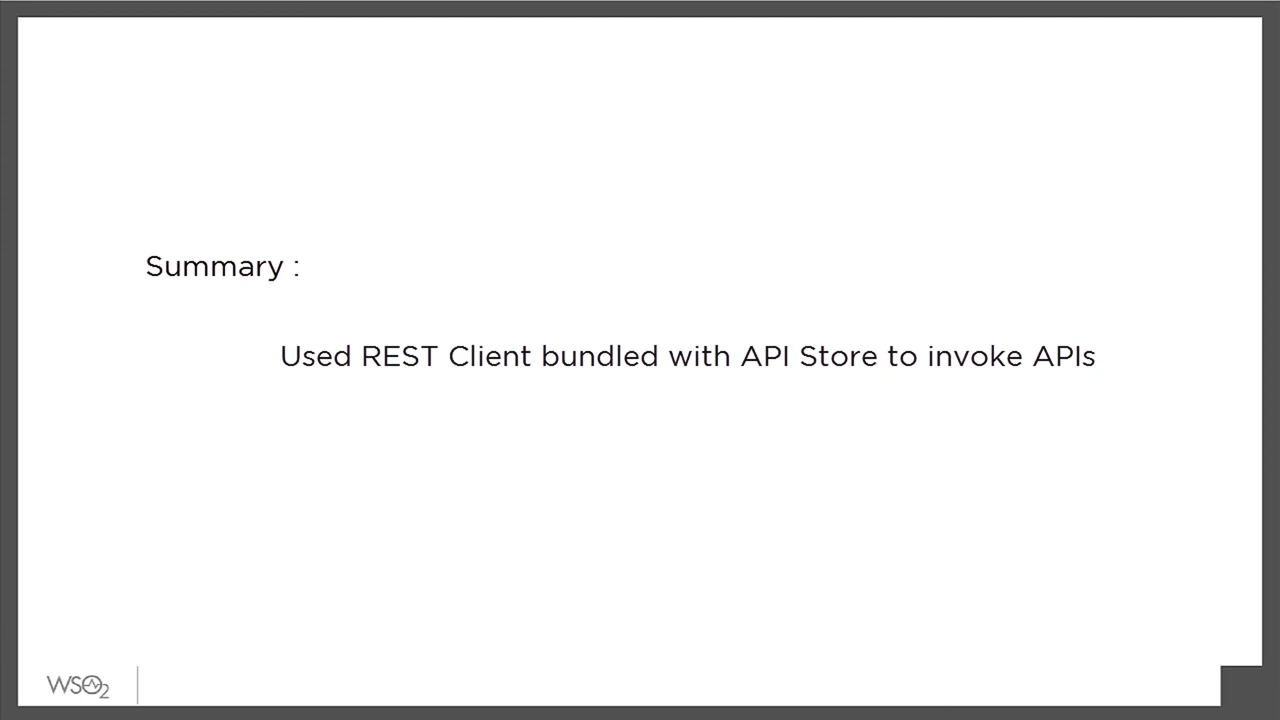 Summary :
Used REST Client bundled with API Store to invoke APIs
WSO2